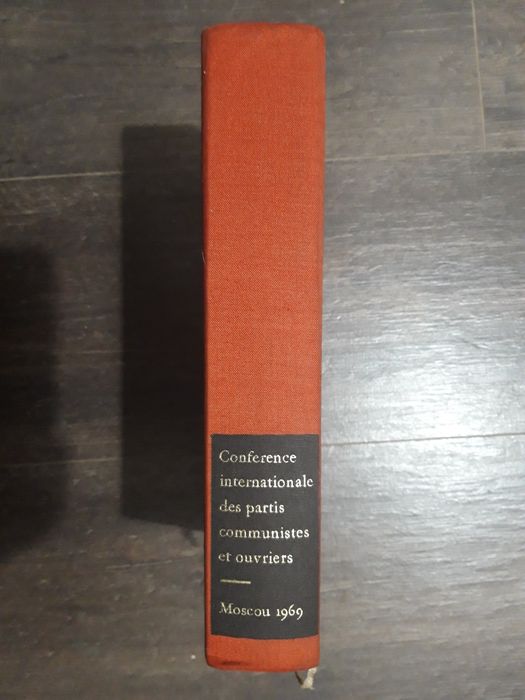 Conference
internationale
des partis
communistes
et ouvriers
Moscou 1969